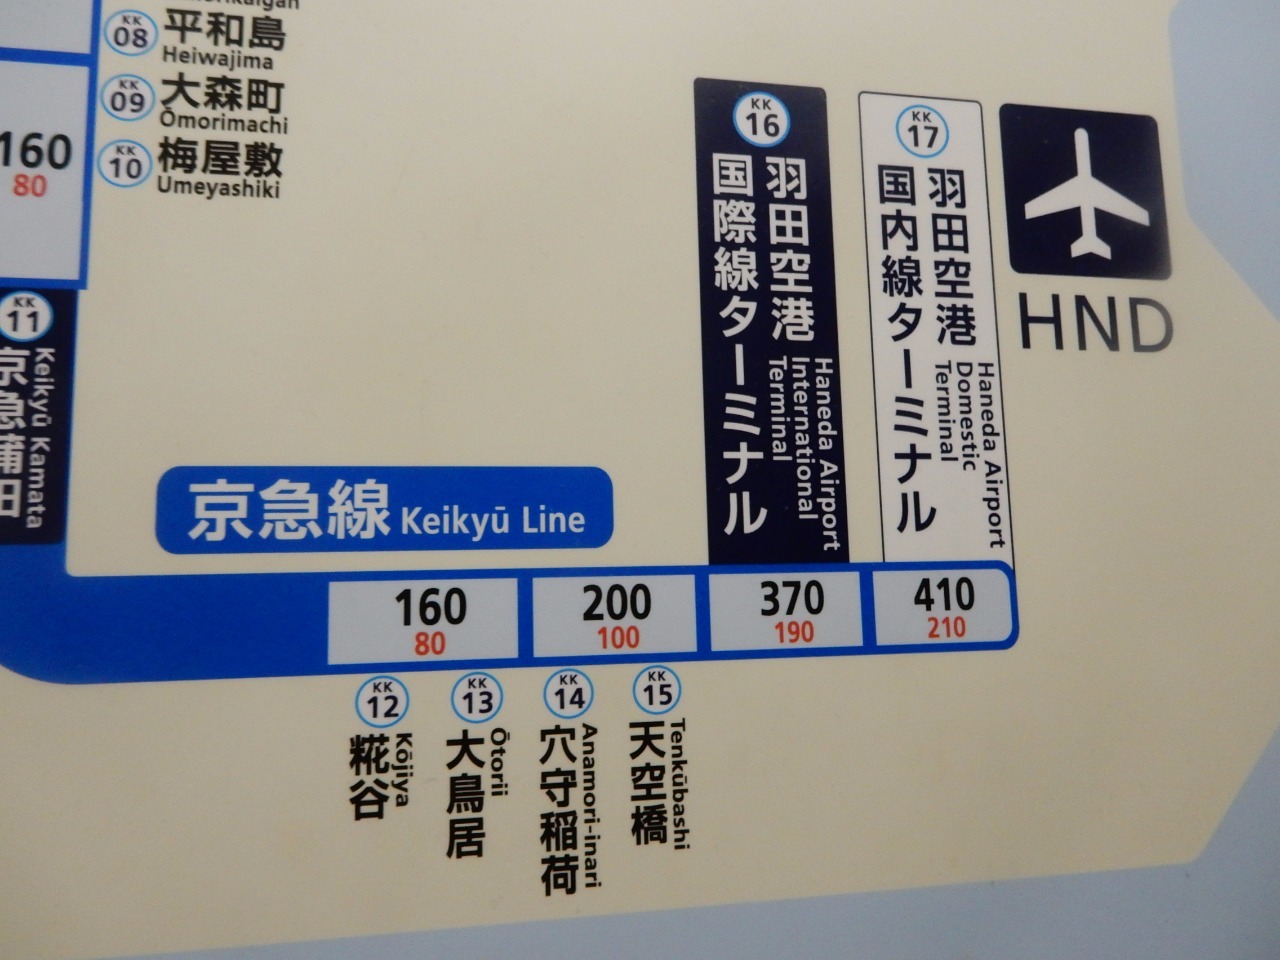 KK
08
平和島
Heiwajima
KK
09
大森町
Ōmorimachi
KK
10
梅屋敷
Umeyashiki
160
80
KK
11
京急蒲田
Keikyū Kamata
京急線 Keikyū Line
KK
16
羽田空港
国際線ターミナル
Haneda Airport
International
Terminal
KK
17
羽田空港
国内線ターミナル
Haneda Airport
Domestic
Terminal
HND
160
80
200
100
370
190
410
210
KK
12
糀谷
Kōjiya
KK
13
大鳥居
Ōtorii
KK
14
穴守稲荷
Anamori-inari
KK
15
天空橋
Tenkūbashi